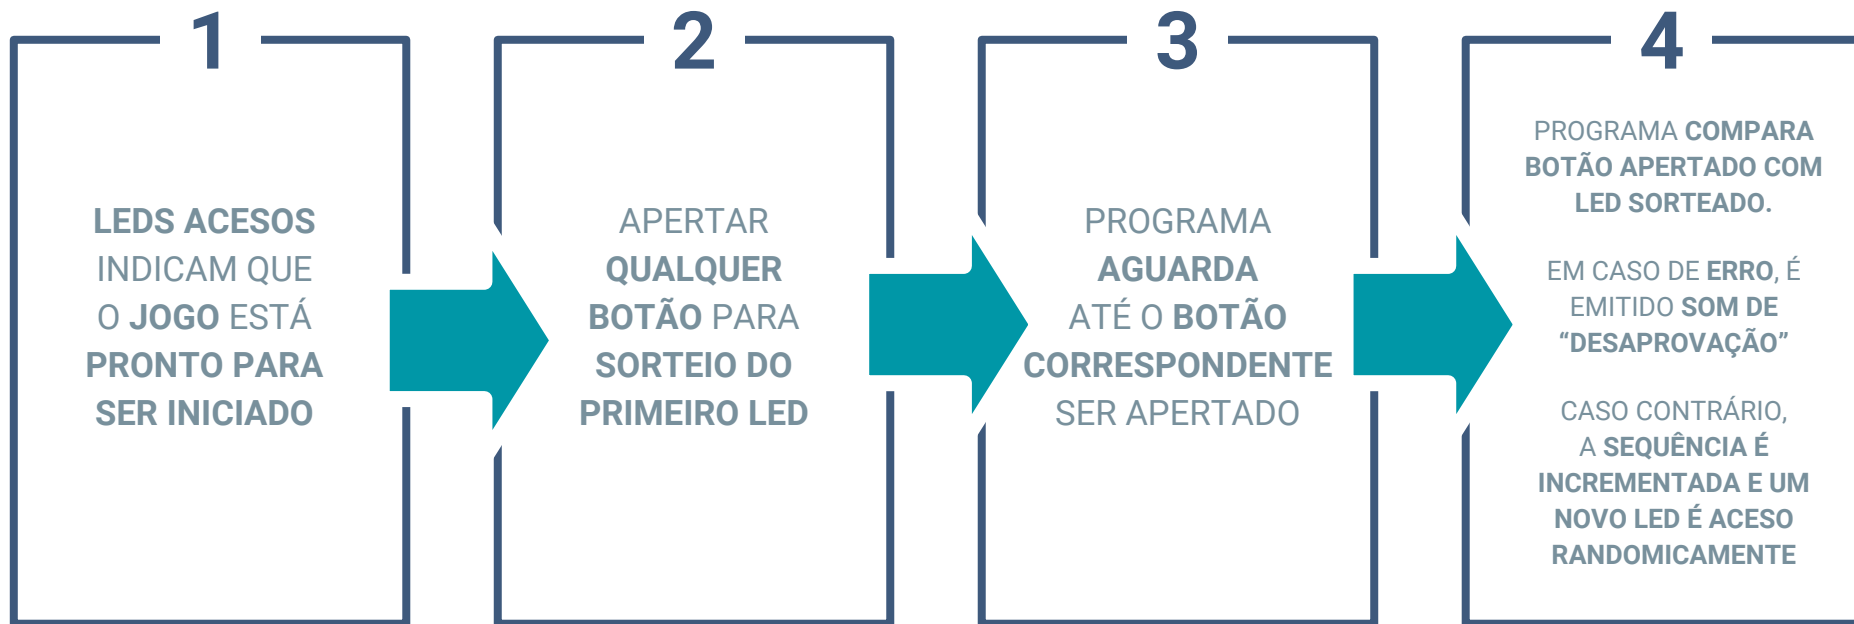 1
LEDS ACESOS
INDICAM QUE
O JOGO ESTÁ
PRONTO PARA
SER INICIADO
2
APERTAR
QUALQUER
BOTÃO PARA
SORTEIO DO
PRIMEIRO LED
3
PROGRAMA
AGUARDA
ATÉ O BOTÃO
CORRESPONDENTE
SER APERTADO
4
PROGRAMA COMPARA
BOTÃO APERTADO COM
LED SORTEADO.
EM CASO DE ERRO, É
EMITIDO SOM DE
“DESAPROVAÇÃO”
CASO CONTRÁRIO,
A SEQUÊNCIA É
INCREMENTADA E UM
NOVO LED É ACESO
RANDOMICAMENTE